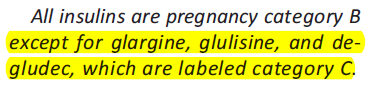 All insulins are pregnancy category B
except for glargine, glulisine, and de-
gludec, which are labeled category C.